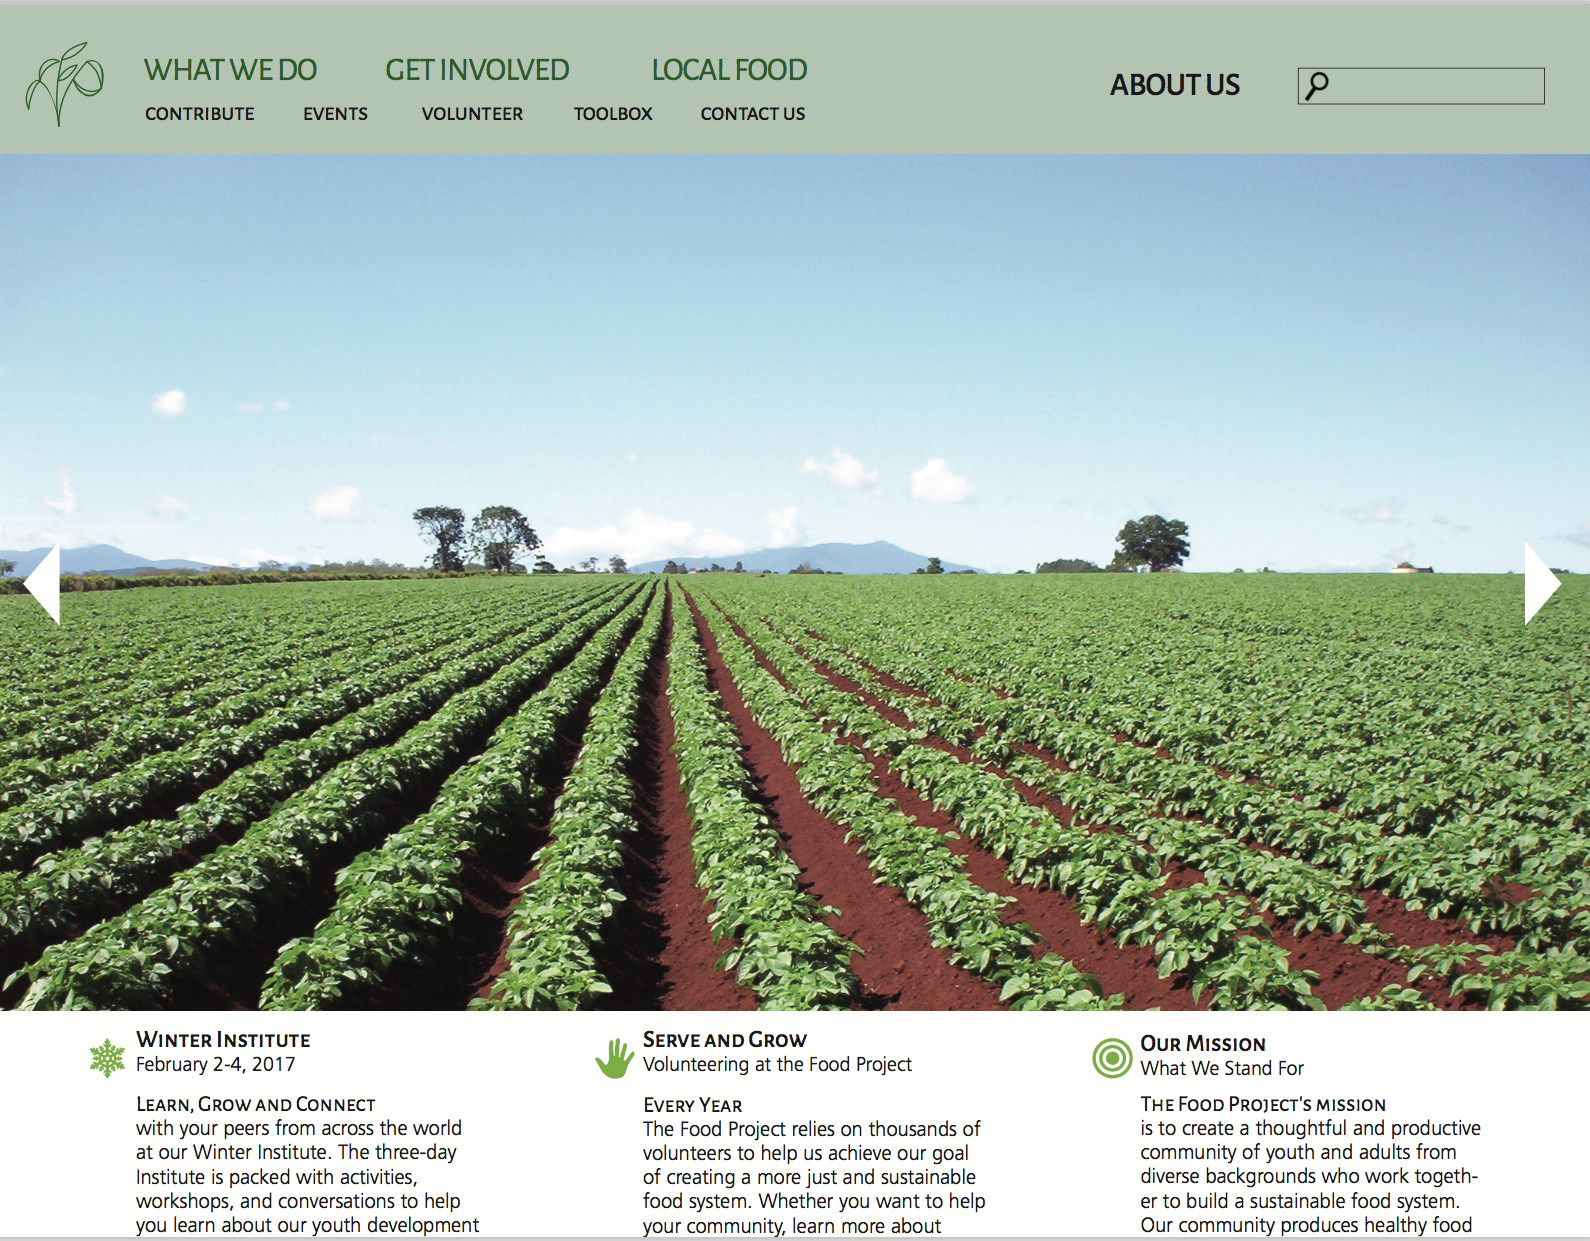 WHAT WE DO GET INVOLVED LOCAL FOOD
ABOUT US
CONTRIBUTE EVENTS VOLUNTEER TOOLBOX CONTACT US
WINTER INSTITUTE
February 2-4, 2017
LEARN, GROW AND CONNECT
with your peers from across the world
at our Winter Institute. The three-day
Institute is packed with activities,
workshops, and conversations to help
you learn about our youth development
SERVE AND GROW
Volunteering at the Food Project
EVERY YEAR
The Food Project relies on thousands of
volunteers to help us achieve our goal
of creating a more just and sustainable
food system. Whether you want to help
your community, learn more about
OUR MISSION
What We Stand For
THE FOOD PROJECT'S MISSION
is to create a thoughtful and productive
community of youth and adults from
diverse backgrounds who work togeth-
er to build a sustainable food system.
Our community produces healthy food